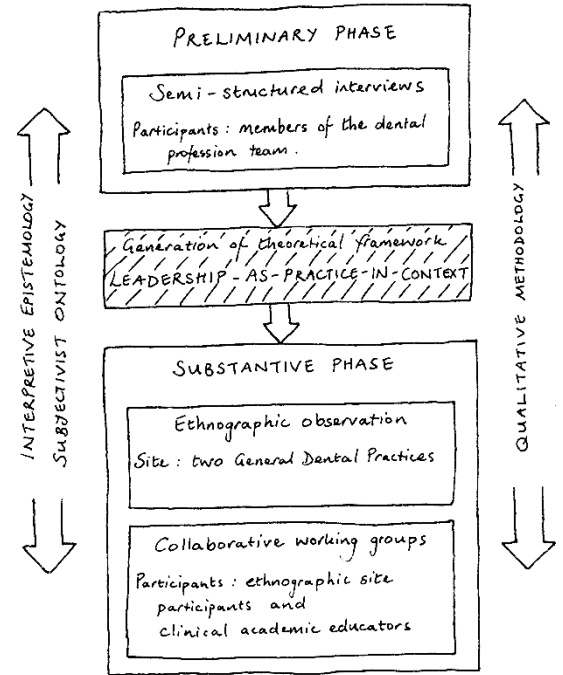 PRELIMINARY PHASE
Semi-structured interviews
Participants : members of the dental
profession team.
Generation of theoretical framework
LEADERSHIP-AS-PRACTICE-IN-CONTEXT
SUBSTANTIVE PHASE
Ethnographic observation
Site : two General Dental Practices
Collaborative working groups
Participants : ethnographic site
participants and
clinical academic educators
INTERPRETIVE EPISTEMOLOGY
SUBJECTIVIST ONTOLOGY
QUALITATIVE METHODOLOGY